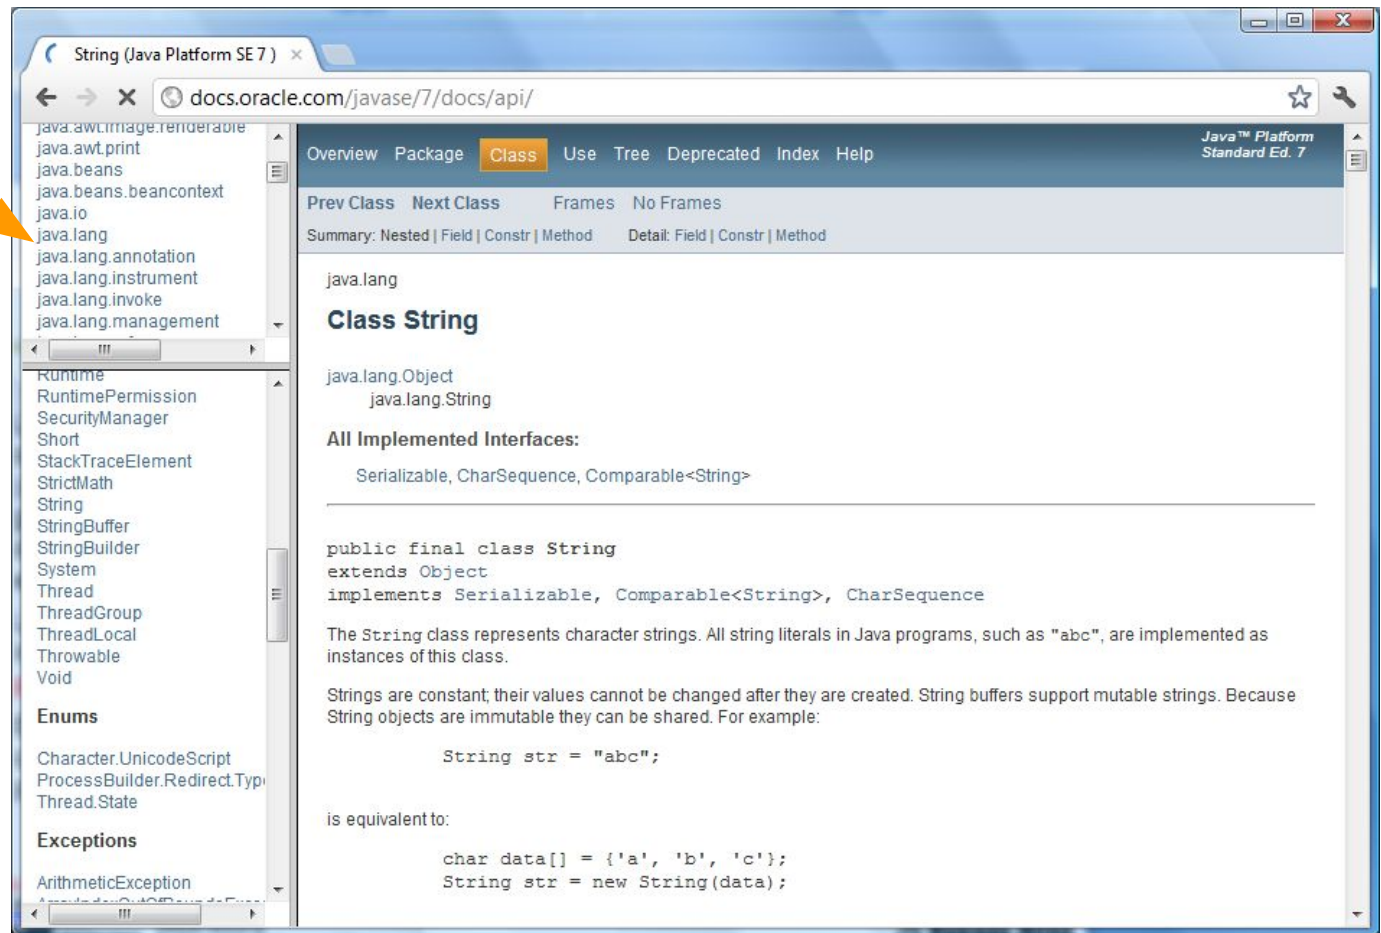 String (Java Platform SE 7 )
docs.oracle.com/javase/7/docs/api/
java.awt.image.renderable
java.awt.print
java.beans
java.beans.beancontext
java.io
java.lang
java.lang.annotation
java.lang.instrument
java.lang.invoke
java.lang.management
Runtime
RuntimePermission
SecurityManager
Short
StackTraceElement
StrictMath
String
StringBuffer
StringBuilder
System
Thread
ThreadGroup
ThreadLocal
Throwable
Void
Enums
Character.UnicodeScript
ProcessBuilder.Redirect.Typ
Thread.State
Exceptions
ArithmeticException
Overview Package Class Use Tree Deprecated Index Help
Java™ Platform
Standard Ed. 7
Prev Class Next Class Frames No Frames
Summary: Nested | Field | Constr | Method Detail: Field | Constr | Method
java.lang
Class String
java.lang.Object
java.lang.String
All Implemented Interfaces:
Serializable, CharSequence, Comparable<String>
public final class String
extends Object
implements Serializable, Comparable<String>, CharSequence
The String class represents character strings. All string literals in Java programs, such as "abc", are implemented as
instances of this class.
Strings are constant; their values cannot be changed after they are created. String buffers support mutable strings. Because
String objects are immutable they can be shared. For example:
String str = "abc";
is equivalent to:
char data[] = {'a', 'b', 'c'};
String str = new String(data);